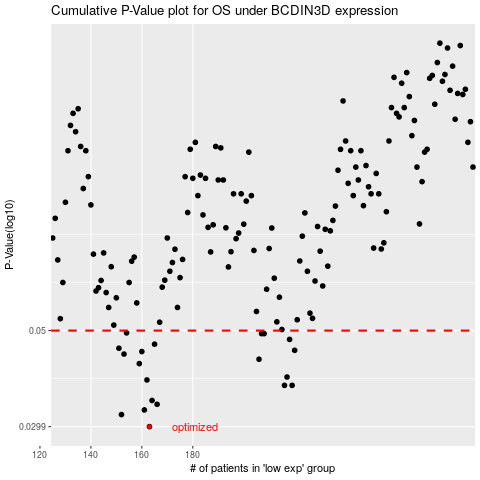 Cumulative P-Value plot for OS under BCDIN3D expression
P-Value(log10)
0.05
0.0299
optimized
120 140 160 180
# of patients in 'low exp' group